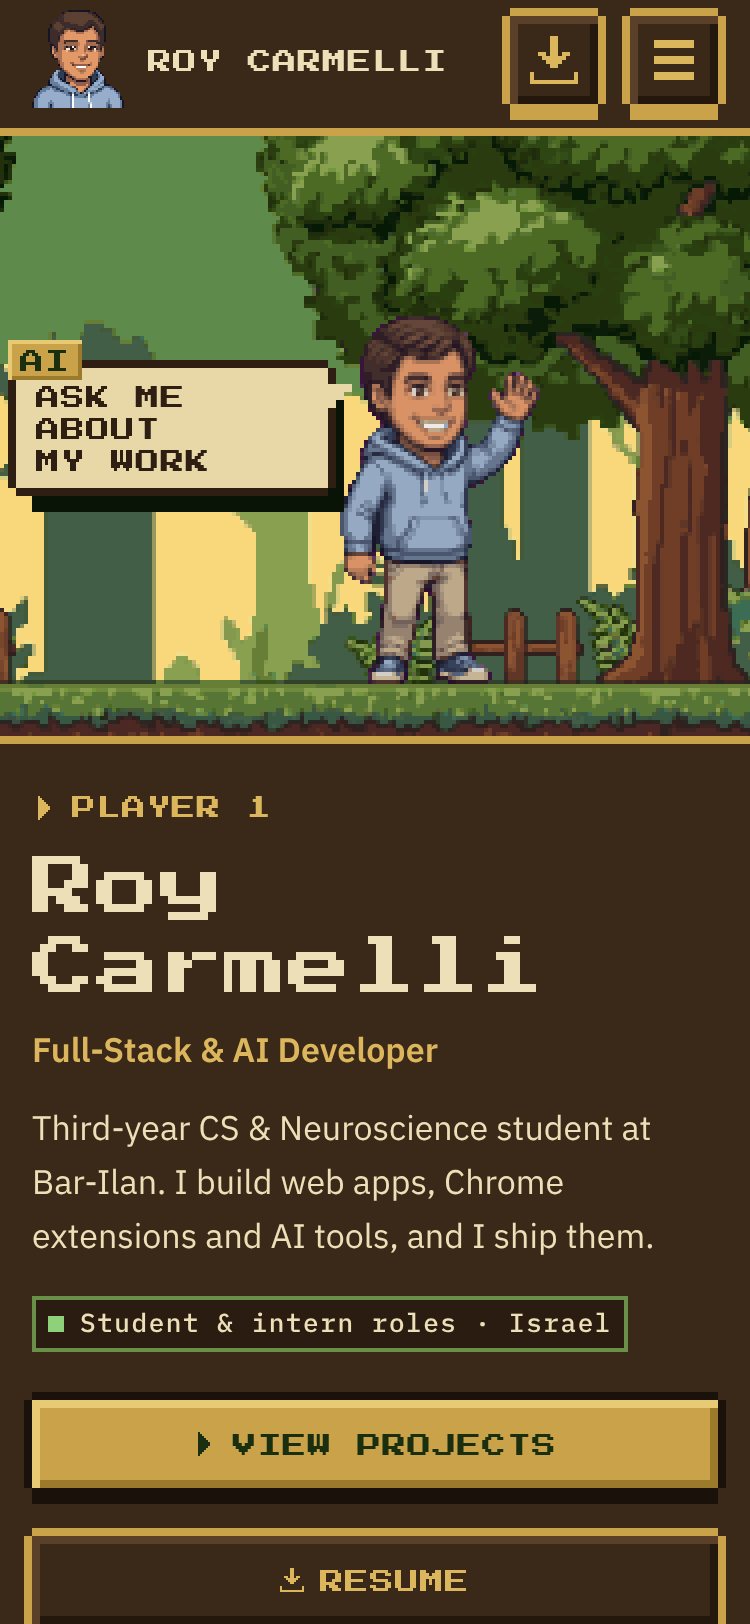 ROY CARMELLI
AI
ASK ME
ABOUT
MY WORK
PLAYER 1
Roy
Carmelli
Full-Stack & AI Developer
Third-year CS & Neuroscience student at
Bar-Ilan. I build web apps, Chrome
extensions and AI tools, and I ship them.
Student & intern roles · Israel
VIEW PROJECTS
RESUME